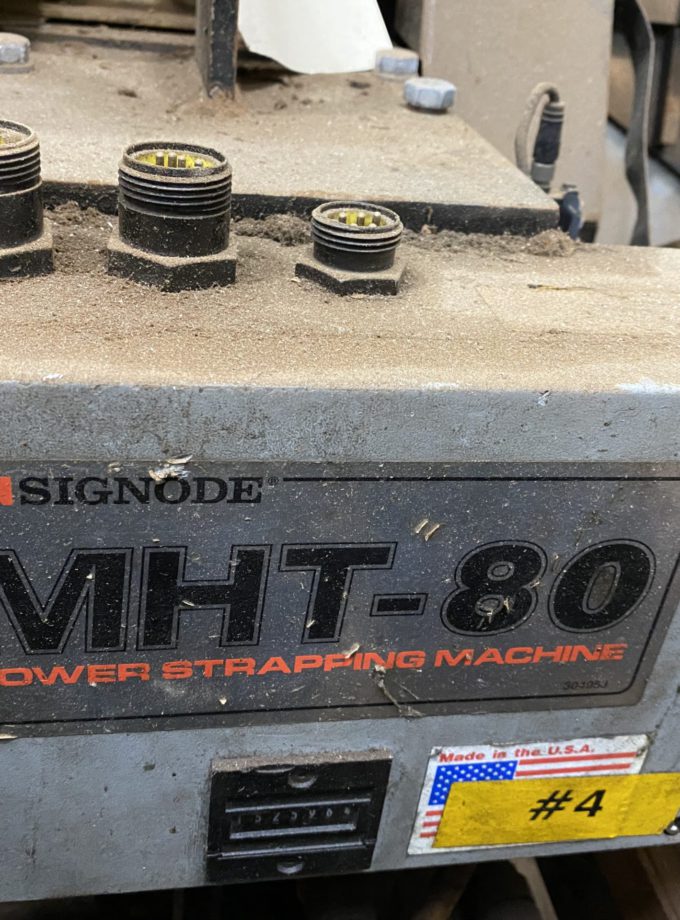 SIGNODE®
MHT-80
OWER STRAPPING MACHINE
Made in the U.S.A.
#4